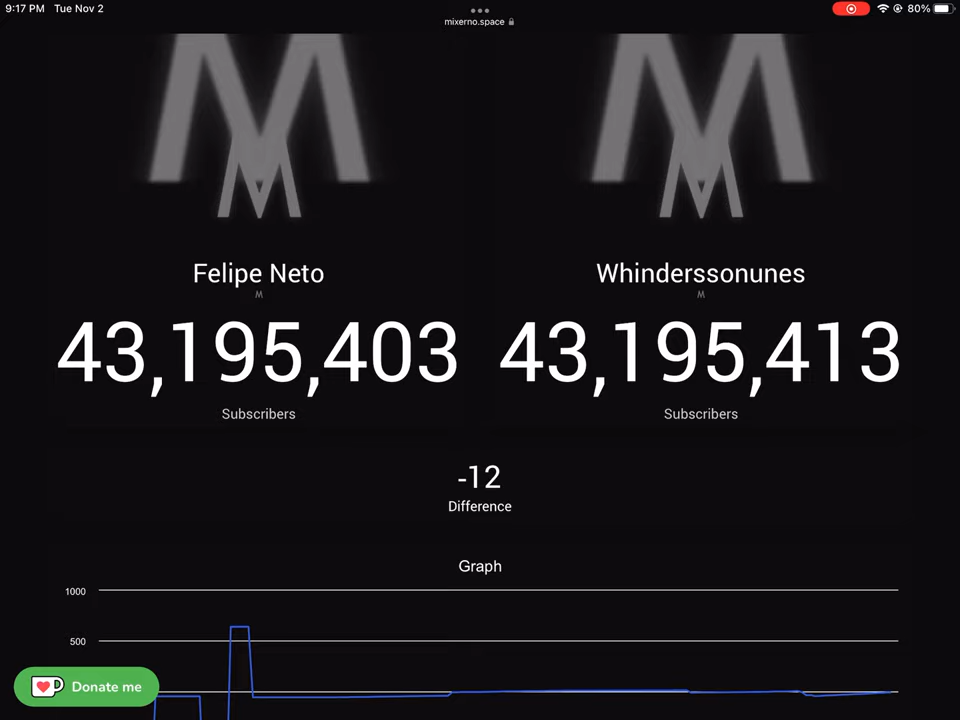 9:17 PM Tue Nov 2
80%
mixerno.space
Felipe Neto
Whinderssonunes
M
M
43,195,403
43,195,413
Subscribers
Subscribers
-12
Difference
Graph
1000
500
Donate me